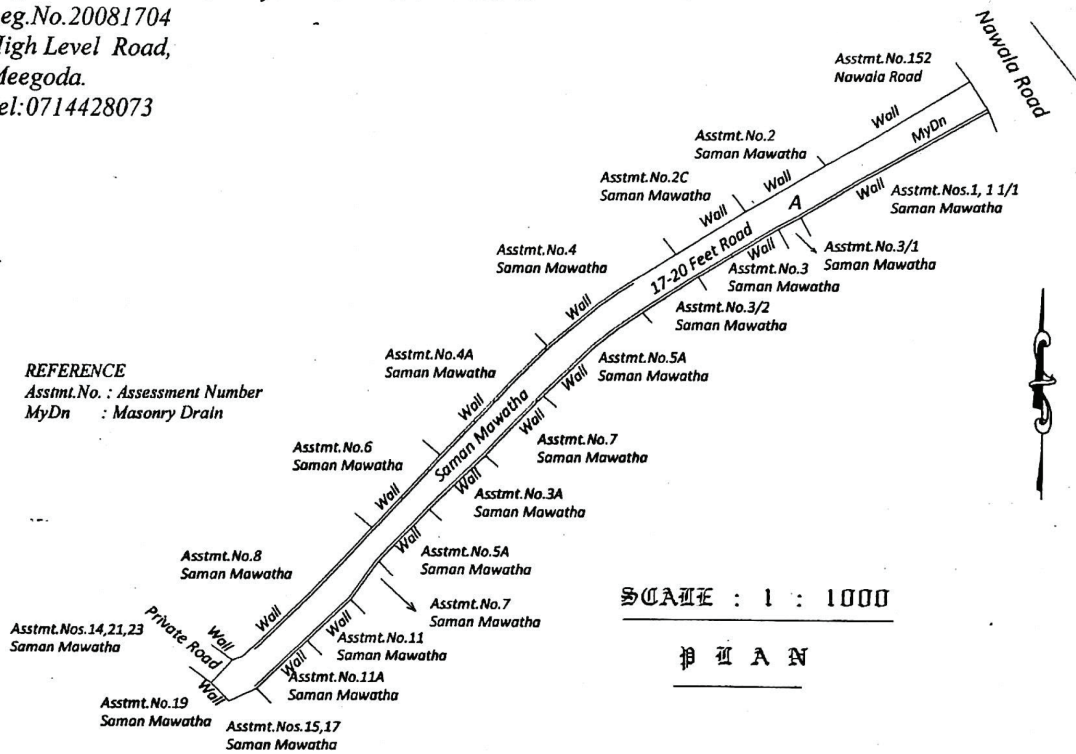 eg.No.20081704
High Level Road,
Meegoda.
el:0714428073
Nawala Road
Asstmt.No.152
Nawala Road
Wall
MyDn
Asstmt.No.2
Saman Mawatha
Wall
Asstmt.No.2C
Saman Mawatha
Wall
A
Wall
Asstmt.Nos.1, 1 1/1
Saman Mawatha
17-20 Feet Road
Wall
Asstmt.No.3/1
Saman Mawatha
Asstmt.No.4
Saman Mawatha
Asstmt.No.3
Saman Mawatha
Wall
Asstmt.No.3/2
Saman Mawatha
Asstmt.No.4A
Saman Mawatha
Asstmt.No.5A
Saman Mawatha
Wall
REFERENCE
Asstmt.No. : Assessment Number
MyDn : Masonry Drain
Wall
Saman Mawatha
Wall
Asstmt.No.6
Saman Mawatha
Asstmt.No.7
Saman Mawatha
Wall
Wall
Asstmt.No.3A
Saman Mawatha
Wall
Asstmt.No.8
Saman Mawatha
Asstmt.No.5A
Saman Mawatha
Asstmt.No.7
Saman Mawatha
SCALE : 1 : 1000
PLAN
Private Road
Wall
Wall
Wall
Asstmt.Nos.14,21,23
Saman Mawatha
Asstmt.No.11
Saman Mawatha
Wall
Asstmt.No.11A
Saman Mawatha
Wall
Asstmt.No.19
Saman Mawatha
Asstmt.Nos.15,17
Saman Mawatha